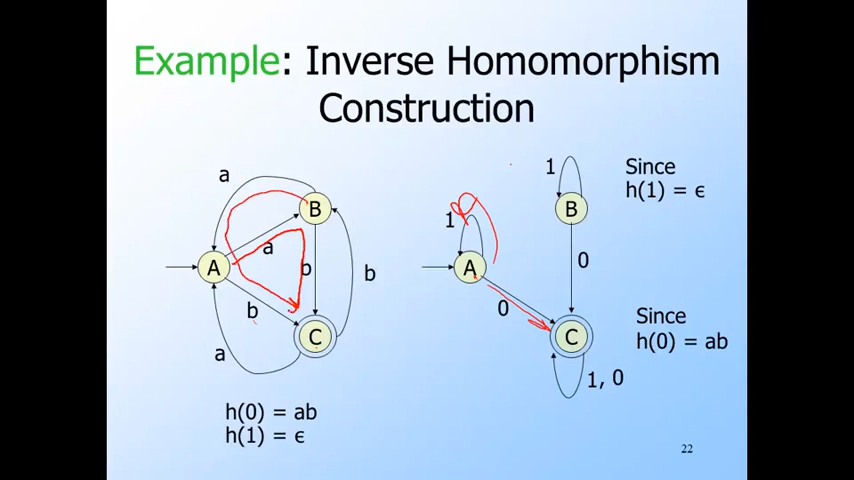 Example: Inverse Homomorphism
Construction
a
B
a
A
b
b
b
C
a
h(0) = ab
h(1) = ϵ
1
B
Since
h(1) = ϵ
1
A
0
0
C
Since
h(0) = ab
1, 0
22